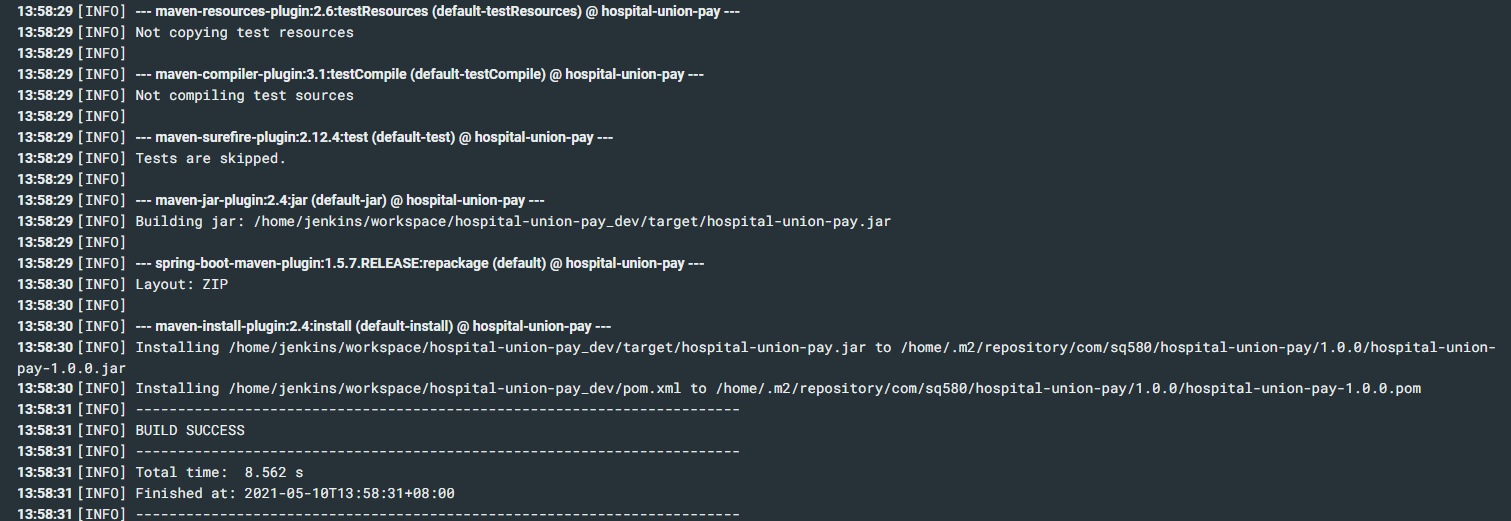 13:58:29 [INFO] --- maven-resources-plugin:2.6:testResources (default-testResources) @ hospital-union-pay ---
13:58:29 [INFO] Not copying test resources
13:58:29 [INFO]
13:58:29 [INFO] --- maven-compiler-plugin:3.1:testCompile (default-testCompile) @ hospital-union-pay ---
13:58:29 [INFO] Not compiling test sources
13:58:29 [INFO]
13:58:29 [INFO] --- maven-surefire-plugin:2.12.4:test (default-test) @ hospital-union-pay ---
13:58:29 [INFO] Tests are skipped.
13:58:29 [INFO]
13:58:29 [INFO] --- maven-jar-plugin:2.4:jar (default-jar) @ hospital-union-pay ---
13:58:29 [INFO] Building jar: /home/jenkins/workspace/hospital-union-pay_dev/target/hospital-union-pay.jar
13:58:29 [INFO]
13:58:29 [INFO] --- spring-boot-maven-plugin:1.5.7.RELEASE:repackage (default) @ hospital-union-pay ---
13:58:30 [INFO] Layout: ZIP
13:58:30 [INFO]
13:58:30 [INFO] --- maven-install-plugin:2.4:install (default-install) @ hospital-union-pay ---
13:58:30 [INFO] Installing /home/jenkins/workspace/hospital-union-pay_dev/target/hospital-union-pay.jar to /home/.m2/repository/com/sq580/hospital-union-pay/1.0.0/hospital-union-
pay-1.0.0.jar
13:58:30 [INFO] Installing /home/jenkins/workspace/hospital-union-pay_dev/pom.xml to /home/.m2/repository/com/sq580/hospital-union-pay/1.0.0/hospital-union-pay-1.0.0.pom
13:58:31 [INFO] ------------------------------------------------------------------------
13:58:31 [INFO] BUILD SUCCESS
13:58:31 [INFO] ------------------------------------------------------------------------
13:58:31 [INFO] Total time:  8.562 s
13:58:31 [INFO] Finished at: 2021-05-10T13:58:31+08:00
13:58:31 [INFO] ------------------------------------------------------------------------